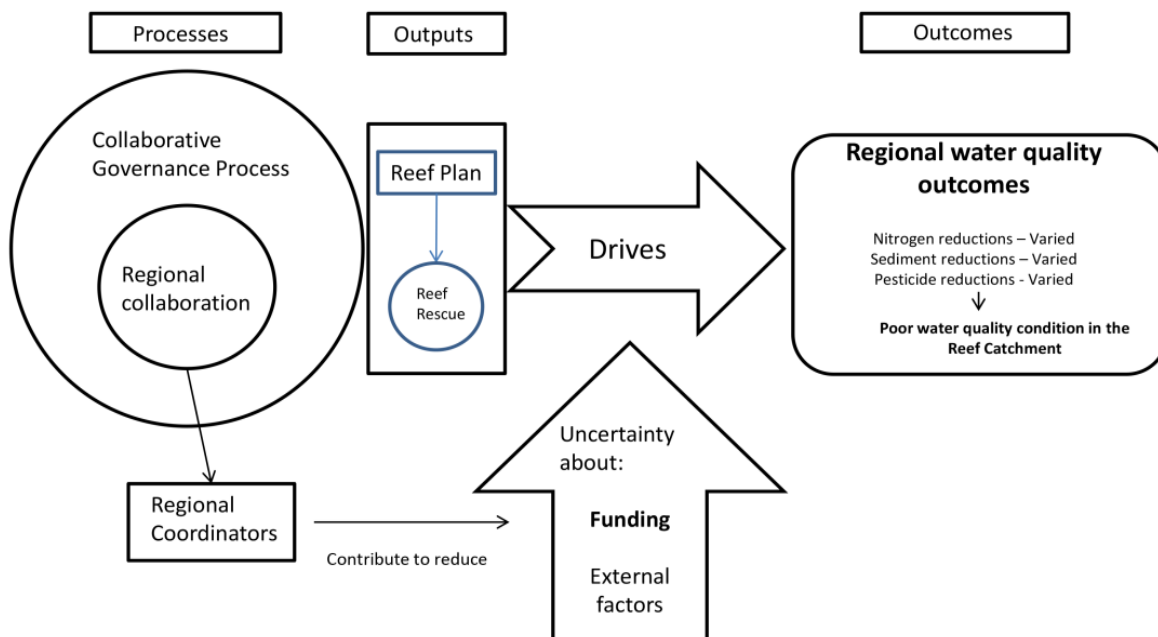 Processes
Outputs
Outcomes
Collaborative
Governance Process
Regional
collaboration
Reef Plan
Reef
Rescue
Drives
Regional water quality
outcomes
Nitrogen reductions – Varied
Sediment reductions – Varied
Pesticide reductions - Varied
Poor water quality condition in the
Reef Catchment
Regional
Coordinators
Contribute to reduce
Uncertainty
about:
Funding
External
factors